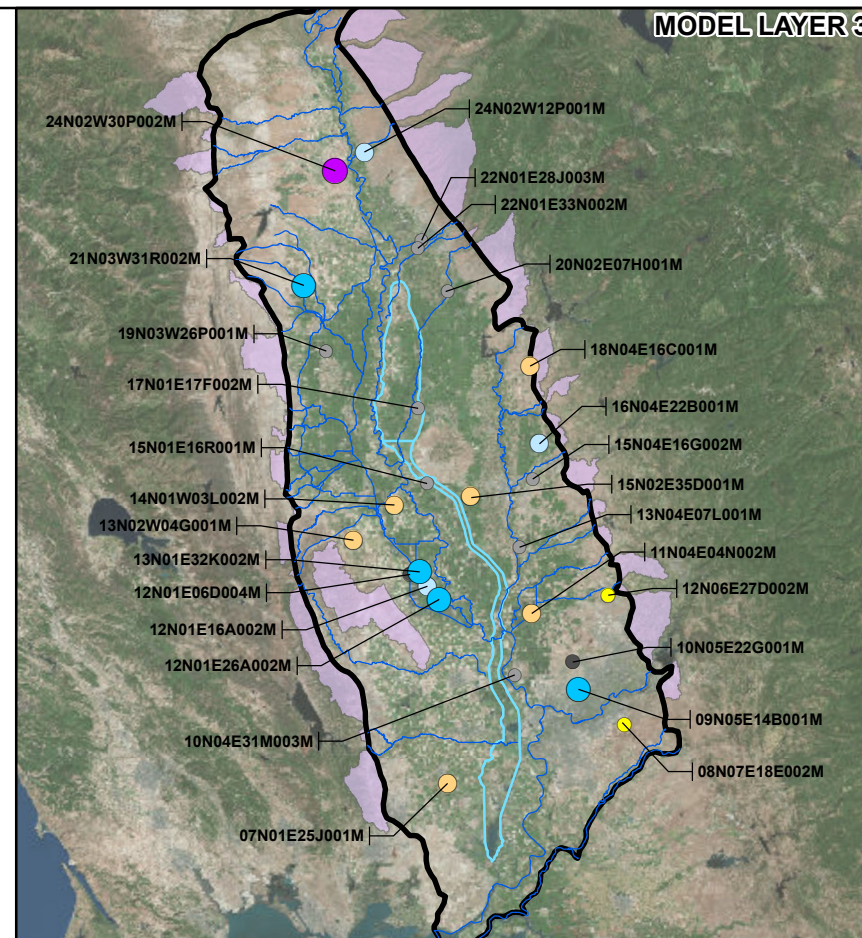 MODEL LAYER 3
24N02W12P001M
24N02W30P002M
22N01E28J003M
22N01E33N002M
21N03W31R002M
20N02E07H001M
19N03W26P001M
18N04E16C001M
17N01E17F002M
16N04E22B001M
15N01E16R001M
15N04E16G002M
15N02E35D001M
14N01W03L002M
13N04E07L001M
13N02W04G001M
11N04E04N002M
13N01E32K002M
12N06E27D002M
12N01E06D004M
12N01E16A002M
10N05E22G001M
12N01E26A002M
09N05E14B001M
10N04E31M003M
08N07E18E002M
07N01E25J001M